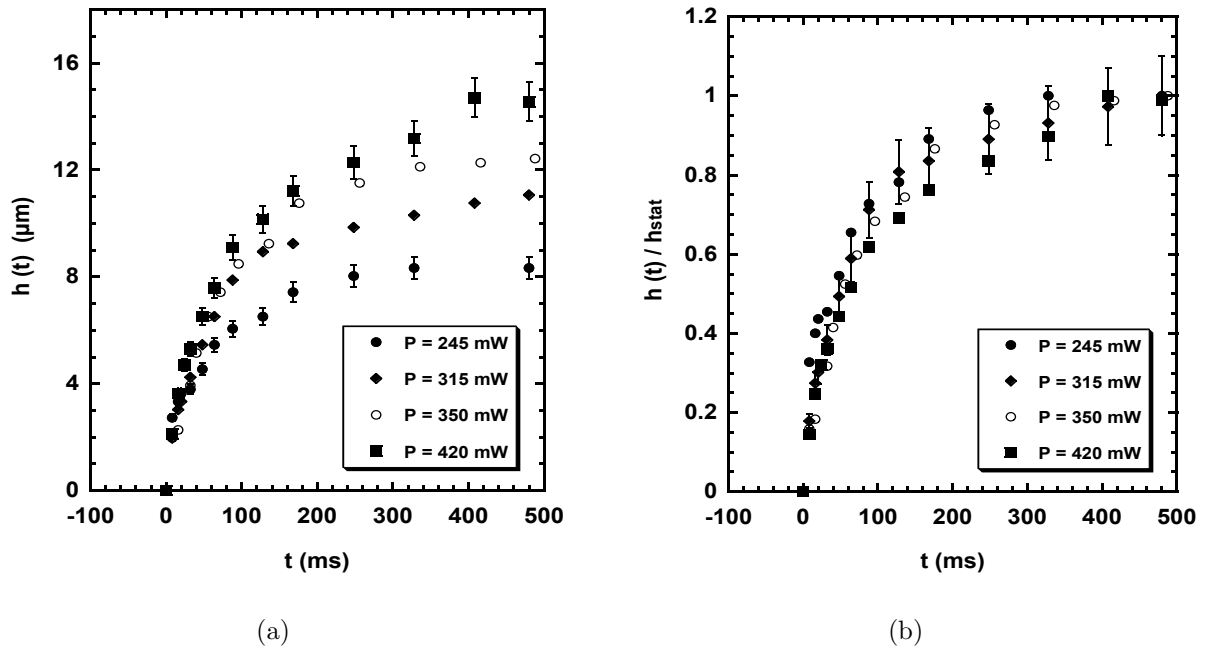 16
12
8
4
0
h (t) (µm)
-100 0 100 200 300 400 500
t (ms)
P = 245 mW
P = 315 mW
P = 350 mW
P = 420 mW
(a)
1
0.8
0.6
0.4
0.2
0
h (t) / hstat
-100 0 100 200 300 400 500
t (ms)
P = 245 mW
P = 315 mW
P = 350 mW
P = 420 mW
(b)